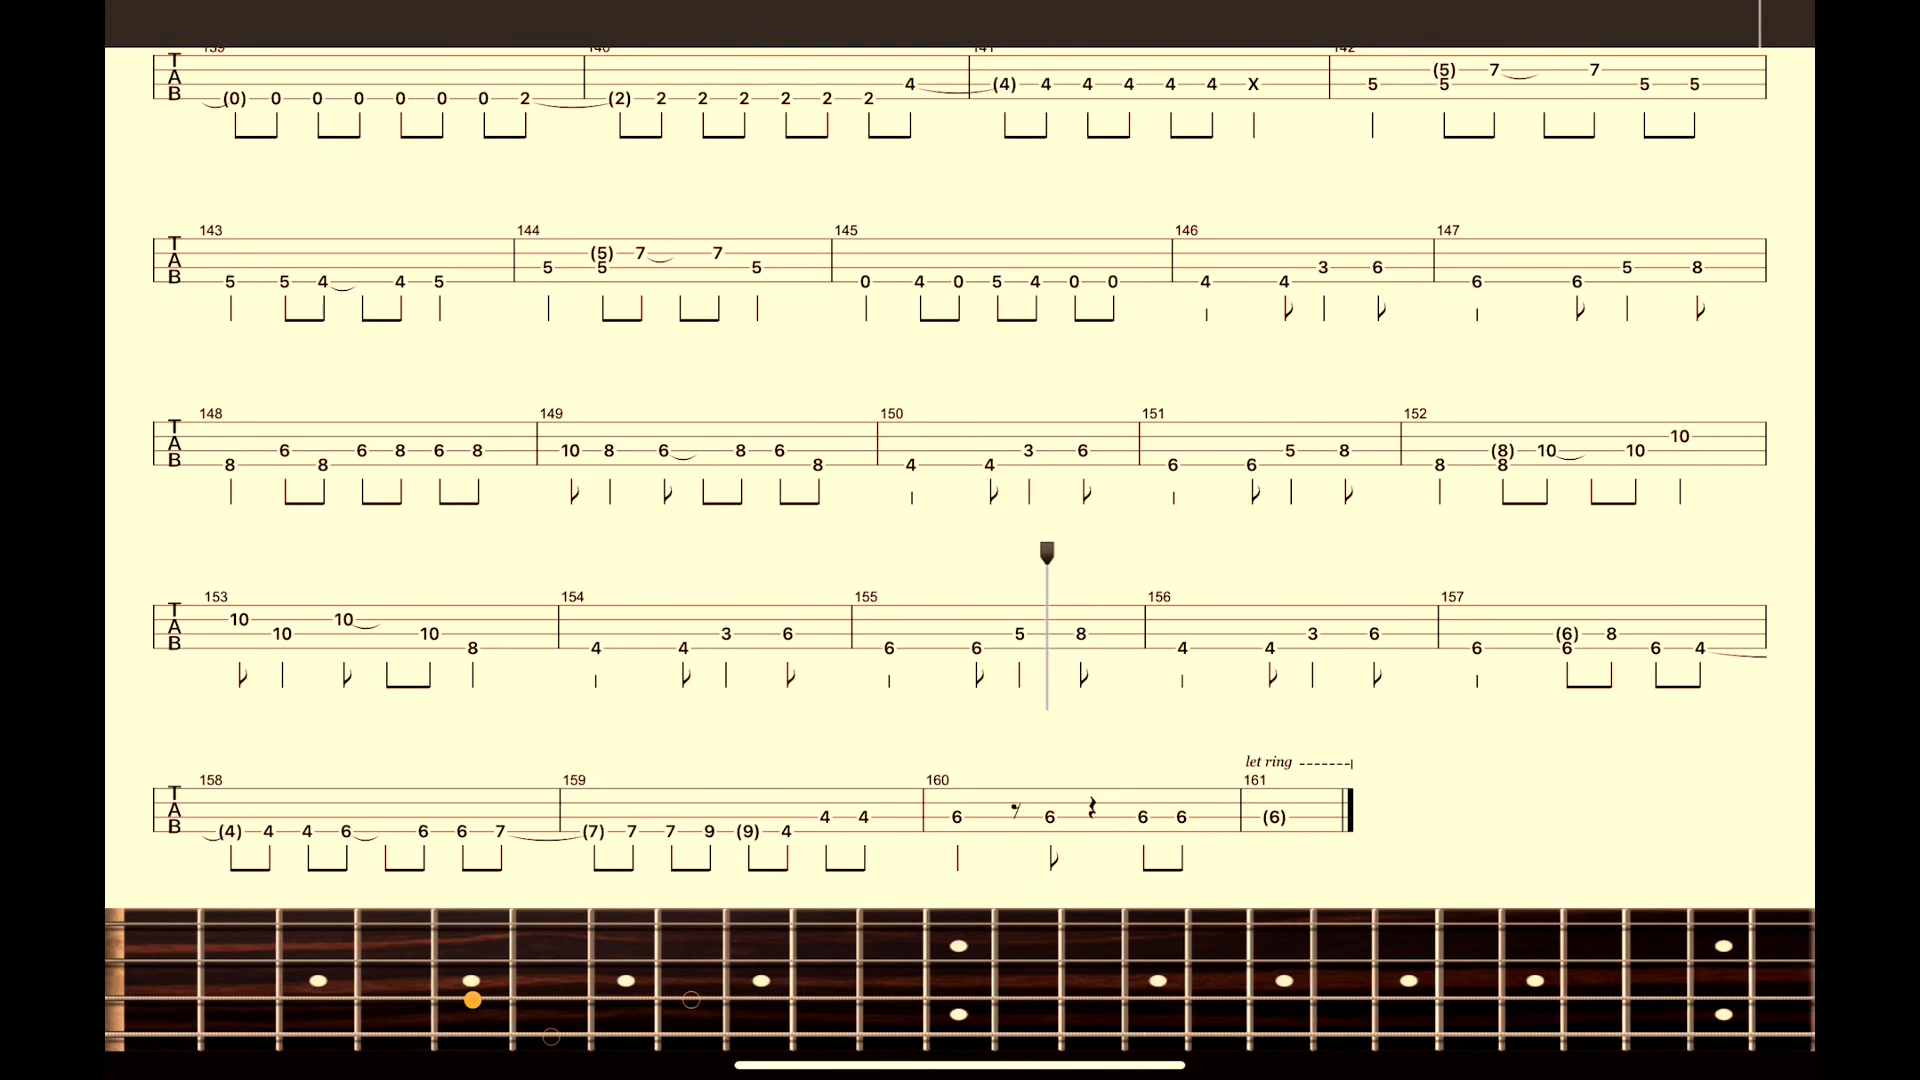 139 140 141 142
T (5) 7 7
A 4 (4) 4 4 4 4 4 X 5 5 5 5
B (0) 0 0 0 0 0 0 2 (2) 2 2 2 2 2 2
143 144 145 146 147
T (5) 7 7
A 5 5 5 3 6 5 8
B 5 5 4 4 5 0 4 0 5 4 0 0 4 4 6 6
148 149 150 151 152
T 10
A 6 6 8 6 8 10 8 6 8 6 3 6 5 8 (8) 10 10
B 8 8 8 4 4 6 6 8 8
153 154 155 156 157
T 10 10
A 10 10 3 6 5 8 3 6 (6) 8
B 8 4 4 6 6 4 4 6 6 6 4
let ring
158 159 160 161
T
A 4 4 6 6 6 6 (6)
B (4) 4 4 6 6 6 7 (7) 7 7 9 (9) 4